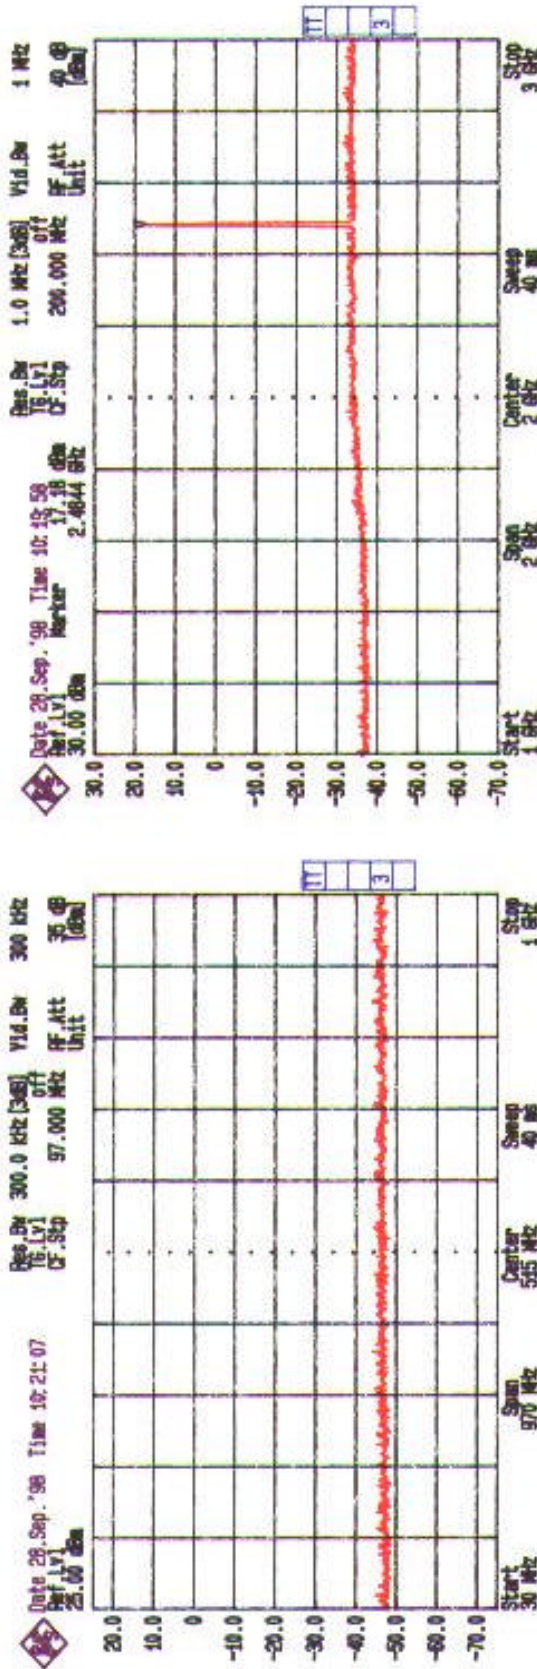 Date 28.Sep.'98 Time 10:21:07
Ref.Lvl
25.00 dBm
Res.Bw 300.0 kHz[3dB] Vid.Bw 300 kHz
TG.Lvl off
CF.Stp 97.000 MHz RF.Att 35 dB
Unit [dBm]
20.0
10.0
0
-10.0
-20.0
-30.0
-40.0
-50.0
-60.0
-70.0
TT
3
Start Span Center Sweep Stop
30 MHz 970 MHz 515 MHz 40 ms 1 GHz
Date 28.Sep.'98 Time 10:19:58
Ref.Lvl Marker 17.18 dBm
30.00 dBm 2.4844 GHz
Res.Bw 1.0 MHz[3dB] Vid.Bw 1 MHz
TG.Lvl off
CF.Stp 200.000 MHz RF.Att 40 dB
Unit [dBm]
30.0
20.0
10.0
0
-10.0
-20.0
-30.0
-40.0
-50.0
-60.0
-70.0
TT
3
Start Span Center Sweep Stop
1 GHz 2 GHz 2 GHz 40 ms 3 GHz